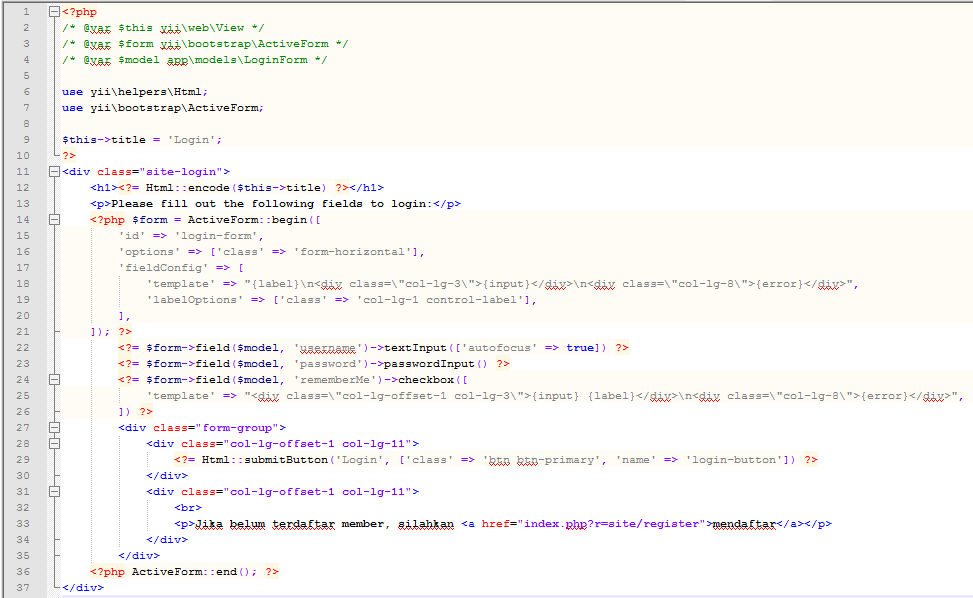 1 <?php
2 /* @var $this yii\web\View */
3 /* @var $form yii\bootstrap\ActiveForm */
4 /* @var $model app\models\LoginForm */
5
6 use yii\helpers\Html;
7 use yii\bootstrap\ActiveForm;
8
9 $this->title = 'Login';
10 ?>
11 <div class="site-login">
12     <h1><?= Html::encode($this->title) ?></h1>
13     <p>Please fill out the following fields to login:</p>
14     <?php $form = ActiveForm::begin([
15         'id' => 'login-form',
16         'options' => ['class' => 'form-horizontal'],
17         'fieldConfig' => [
18             'template' => "{label}\n<div class=\"col-lg-3\">{input}</div>\n<div class=\"col-lg-8\">{error}</div>",
19             'labelOptions' => ['class' => 'col-lg-1 control-label'],
20         ],
21     ]); ?>
22         <?= $form->field($model, 'username')->textInput(['autofocus' => true]) ?>
23         <?= $form->field($model, 'password')->passwordInput() ?>
24         <?= $form->field($model, 'rememberMe')->checkbox([
25             'template' => "<div class=\"col-lg-offset-1 col-lg-3\">{input} {label}</div>\n<div class=\"col-lg-8\">{error}</div>",
26         ]) ?>
27         <div class="form-group">
28             <div class="col-lg-offset-1 col-lg-11">
29                 <?= Html::submitButton('Login', ['class' => 'btn btn-primary', 'name' => 'login-button']) ?>
30             </div>
31             <div class="col-lg-offset-1 col-lg-11">
32                 <br>
33                 <p>Jika belum terdaftar member, silahkan <a href="index.php?r=site/register">mendaftar</a></p>
34             </div>
35         </div>
36     <?php ActiveForm::end(); ?>
37 </div>